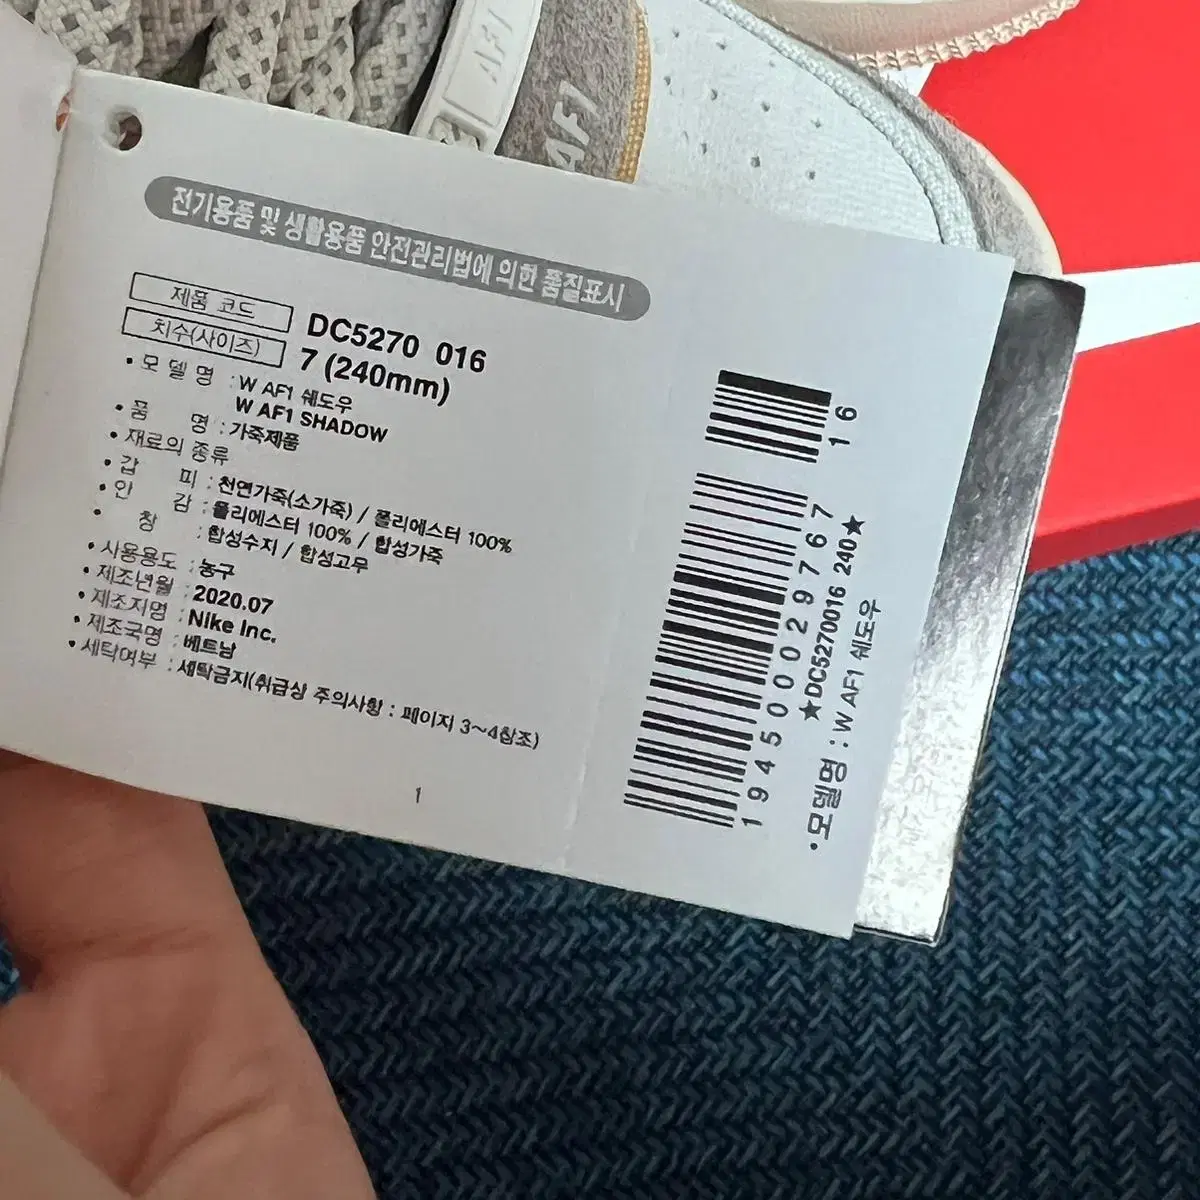 AF1
AF1
전기용품 및 생활용품 안전관리법에 의한 품질표시
제품 코드
DC5270 016
치수(사이즈)
7 (240mm)
• 모 델 명 : W AF1 쉐도우
W AF1 SHADOW
• 품 명 : 가죽제품
• 재료의 종류
• 갑 피 : 천연가죽(소가죽) / 폴리에스터 100%
• 안 감 : 폴리에스터 100% / 합성가죽
• 창 : 합성수지 / 합성고무
• 사용용도 : 농구
• 제조년월 : 2020.07
• 제조자명 : Nike Inc.
• 제조국명 : 베트남
• 세탁여부 : 세탁금지(취급상 주의사항 : 페이지 3~4참조)
1
16
194500029767
★DC5270016 240★
• 모델명 : W AF1 쉐도우